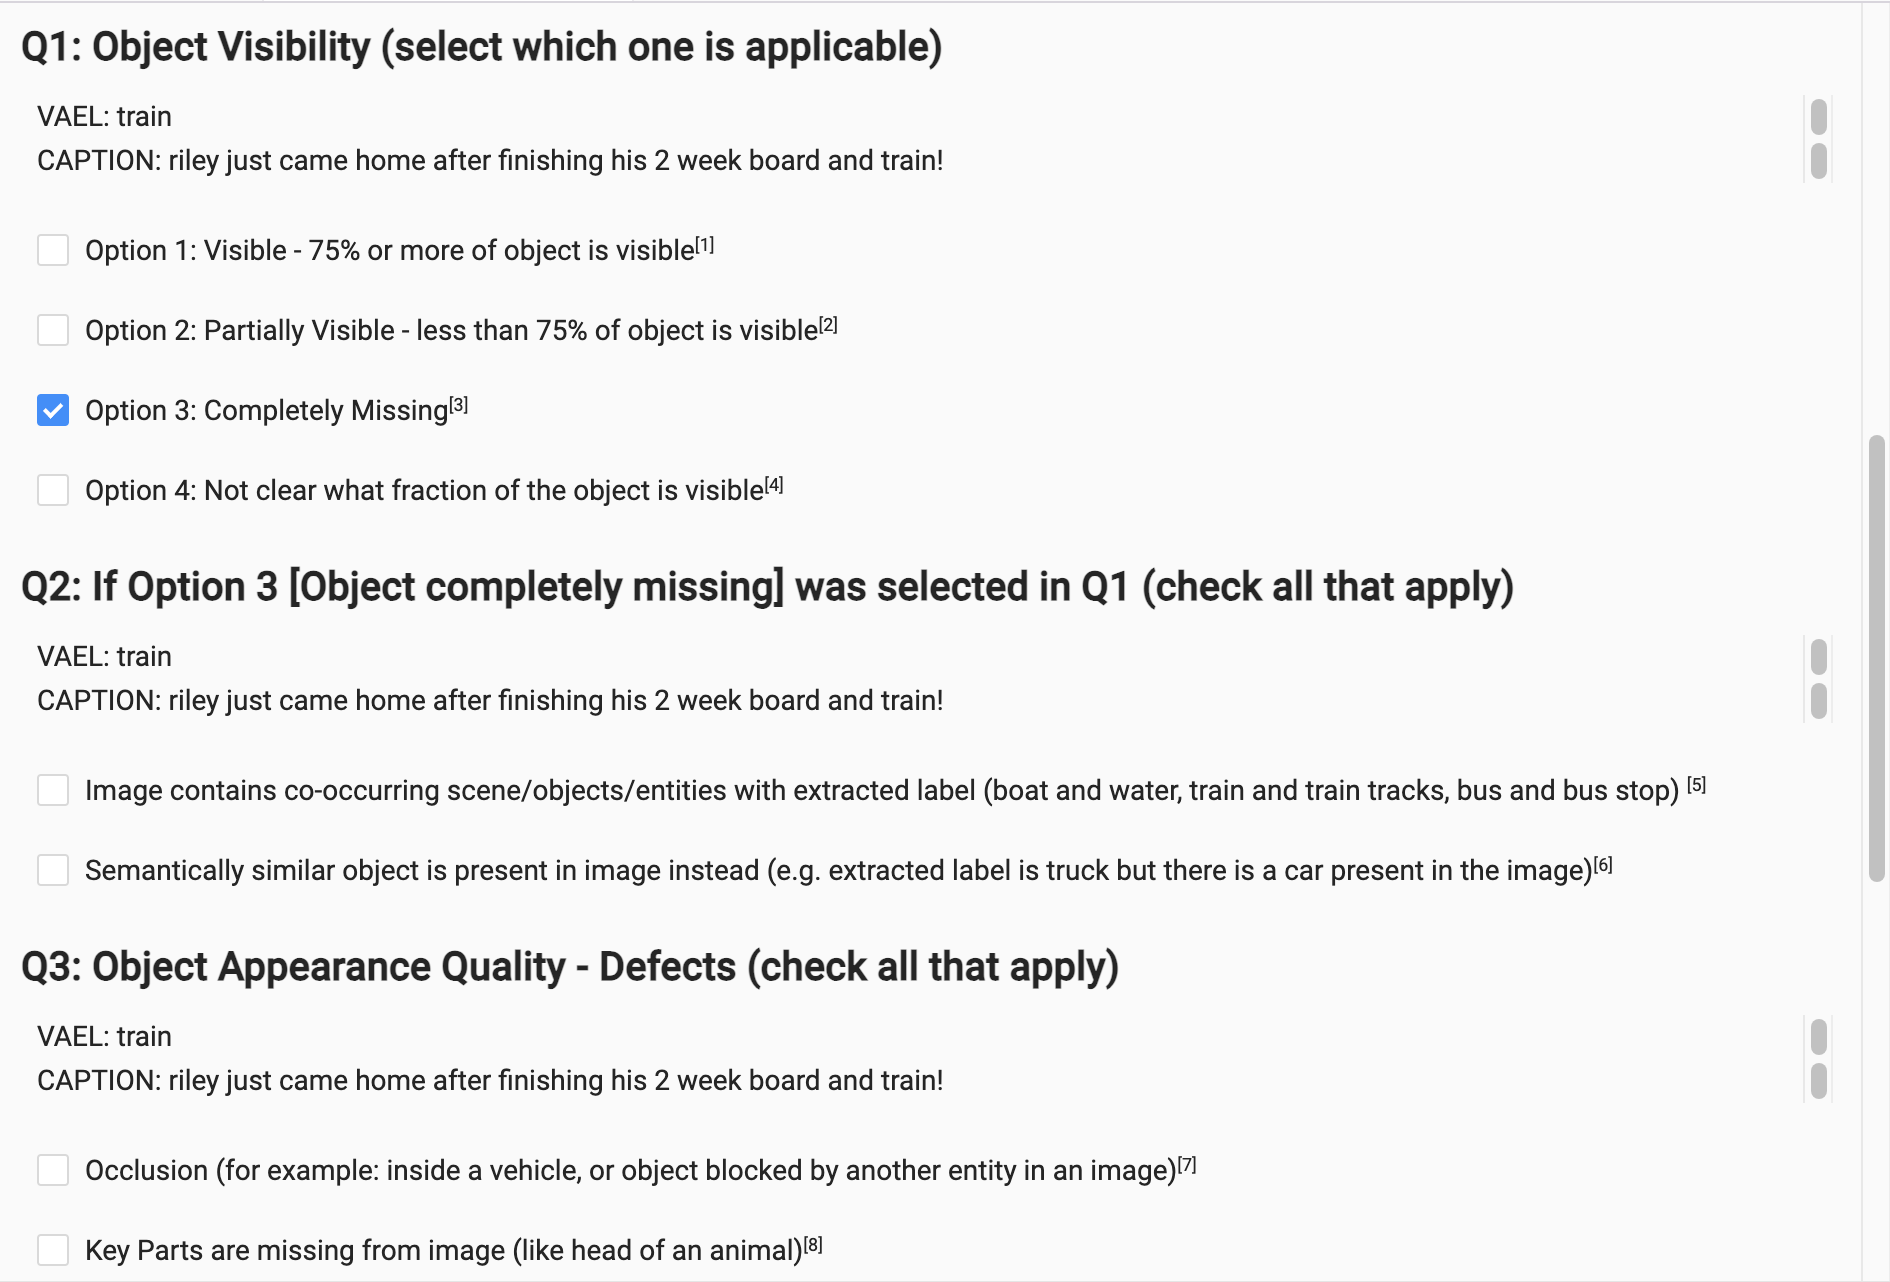 Q1: Object Visibility (select which one is applicable)
VAEL: train
CAPTION: riley just came home after finishing his 2 week board and train!
Option 1: Visible - 75% or more of object is visible[1]
Option 2: Partially Visible - less than 75% of object is visible[2]
Option 3: Completely Missing[3]
Option 4: Not clear what fraction of the object is visible[4]
Q2: If Option 3 [Object completely missing] was selected in Q1 (check all that apply)
VAEL: train
CAPTION: riley just came home after finishing his 2 week board and train!
Image contains co-occurring scene/objects/entities with extracted label (boat and water, train and train tracks, bus and bus stop) [5]
Semantically similar object is present in image instead (e.g. extracted label is truck but there is a car present in the image)[6]
Q3: Object Appearance Quality - Defects (check all that apply)
VAEL: train
CAPTION: riley just came home after finishing his 2 week board and train!
Occlusion (for example: inside a vehicle, or object blocked by another entity in an image)[7]
Key Parts are missing from image (like head of an animal)[8]